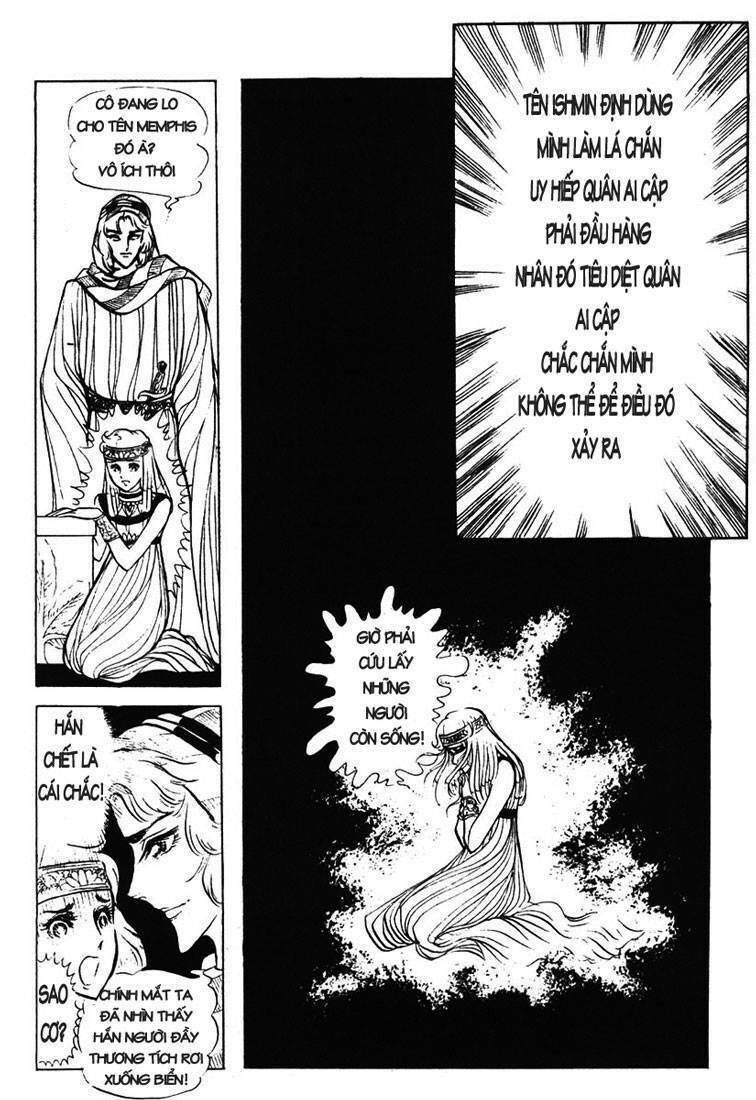 TÊN ISHMIN ĐỊNH DÙNG
MÌNH LÀM LÁ CHẮN
UY HIẾP QUÂN AI CẬP
PHẢI ĐẦU HÀNG
NHÂN ĐÓ TIÊU DIỆT QUÂN
AI CẬP
CHẮC CHẮN MÌNH
KHÔNG THỂ ĐỂ ĐIỀU ĐÓ
XẢY RA
GIỜ PHẢI
CỨU LẤY
NHỮNG
NGƯỜI
CÒN SỐNG!
CÔ ĐANG LO
CHO TÊN MEMPHIS
ĐÓ À?
VÔ ÍCH THÔI
HẮN
CHẾT LÀ
CÁI CHẮC!
SAO
CƠ?
CHÍNH MẮT TA
ĐÃ NHÌN THẤY
HẮN NGƯỜI ĐẦY
THƯƠNG TÍCH RƠI
XUỐNG BIỂN!